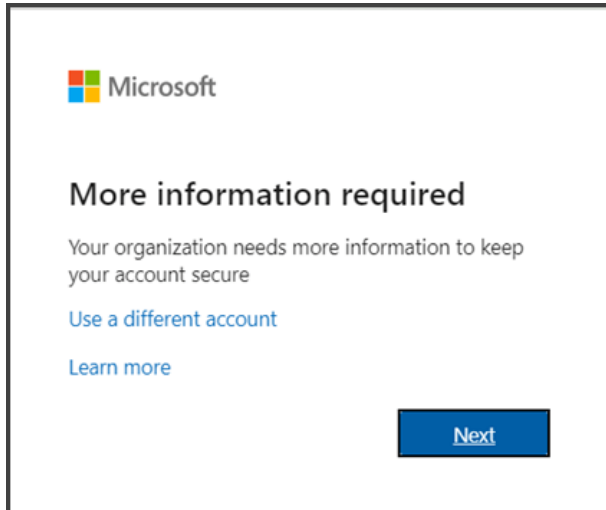 Microsoft
More information required
Your organization needs more information to keep
your account secure
Use a different account
Learn more
Next